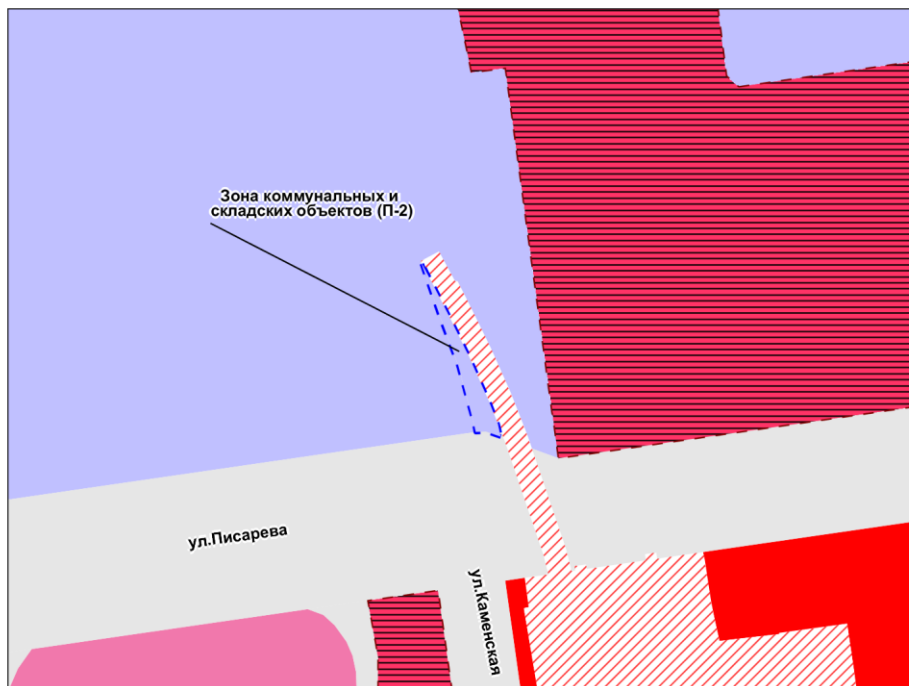 Зона коммунальных и
складских объектов (П-2)
ул.Писарева
ул.Каменская